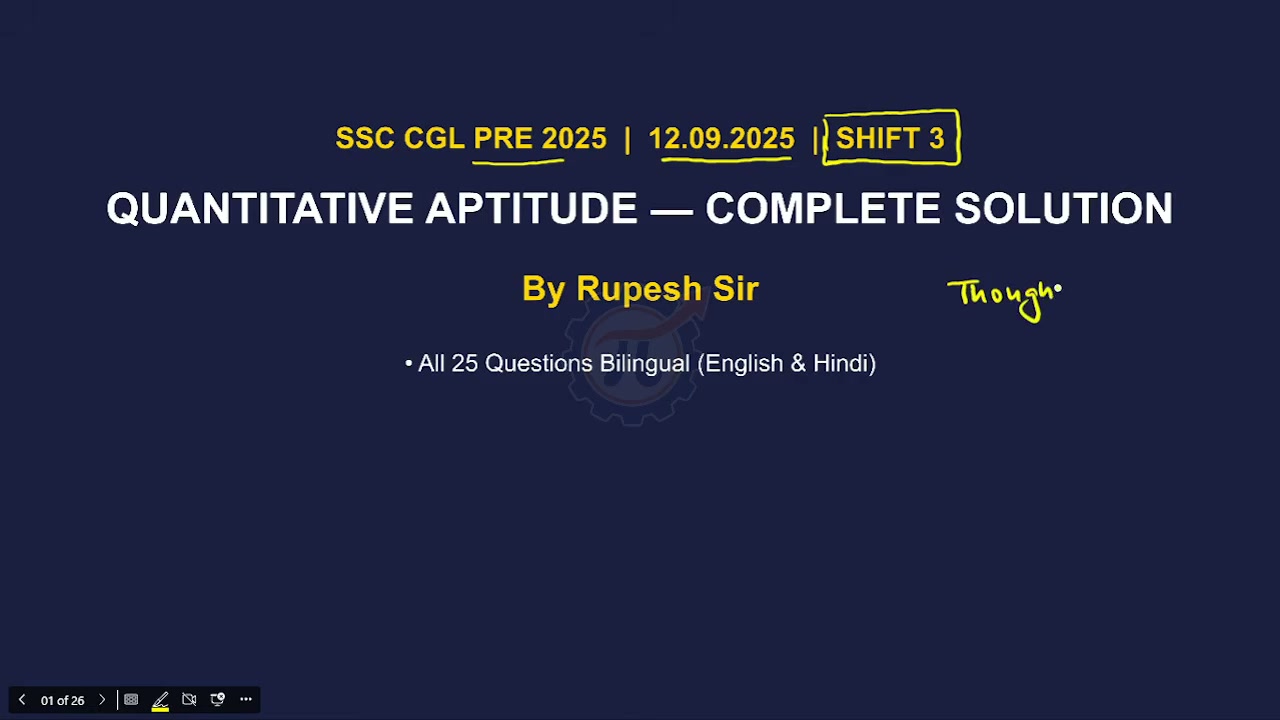 SSC CGL PRE 2025 | 12.09.2025 | SHIFT 3
QUANTITATIVE APTITUDE — COMPLETE SOLUTION
By Rupesh Sir
Though
• All 25 Questions Bilingual (English & Hindi)
01 of 26